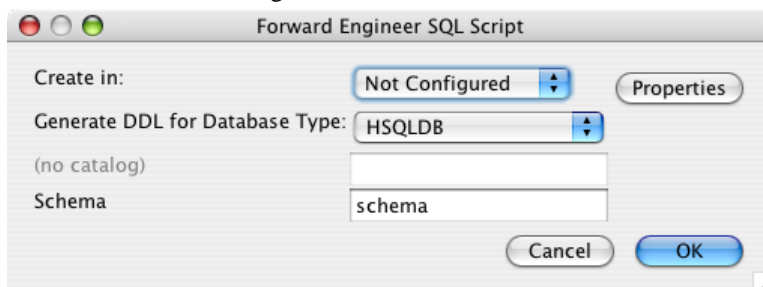 Forward Engineer SQL Script
Create in: Not Configured Properties
Generate DDL for Database Type: HSQLDB
(no catalog)
Schema schema
Cancel OK